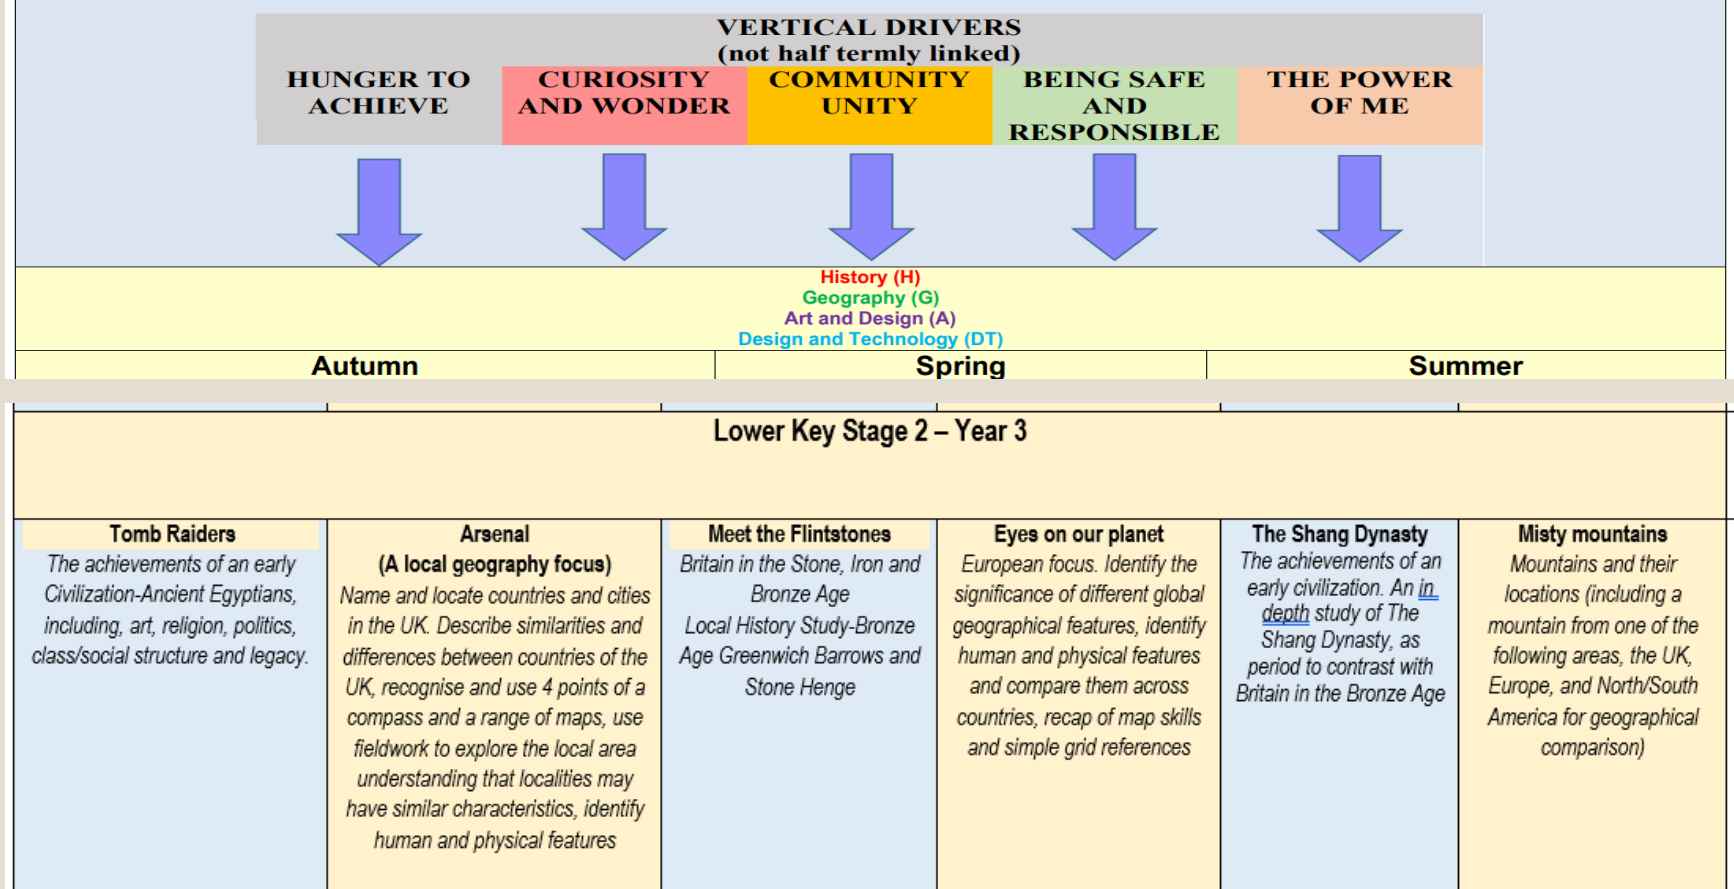 VERTICAL DRIVERS
(not half termly linked)
HUNGER TO
ACHIEVE
CURIOSITY
AND WONDER
COMMUNITY
UNITY
BEING SAFE
AND
RESPONSIBLE
THE POWER
OF ME
History (H)
Geography (G)
Art and Design (A)
Design and Technology (DT)
Autumn
Spring
Summer
Lower Key Stage 2 – Year 3
Tomb Raiders
The achievements of an early
Civilization-Ancient Egyptians,
including, art, religion, politics,
class/social structure and legacy.
Arsenal
(A local geography focus)
Name and locate countries and cities
in the UK. Describe similarities and
differences between countries of the
UK, recognise and use 4 points of a
compass and a range of maps, use
fieldwork to explore the local area
understanding that localities may
have similar characteristics, identify
human and physical features
Meet the Flintstones
Britain in the Stone, Iron and
Bronze Age
Local History Study-Bronze
Age Greenwich Barrows and
Stone Henge
Eyes on our planet
European focus. Identify the
significance of different global
geographical features, identify
human and physical features
and compare them across
countries, recap of map skills
and simple grid references
The Shang Dynasty
The achievements of an
early civilization. An in
depth study of The
Shang Dynasty, as
period to contrast with
Britain in the Bronze Age
Misty mountains
Mountains and their
locations (including a
mountain from one of the
following areas, the UK,
Europe, and North/South
America for geographical
comparison)